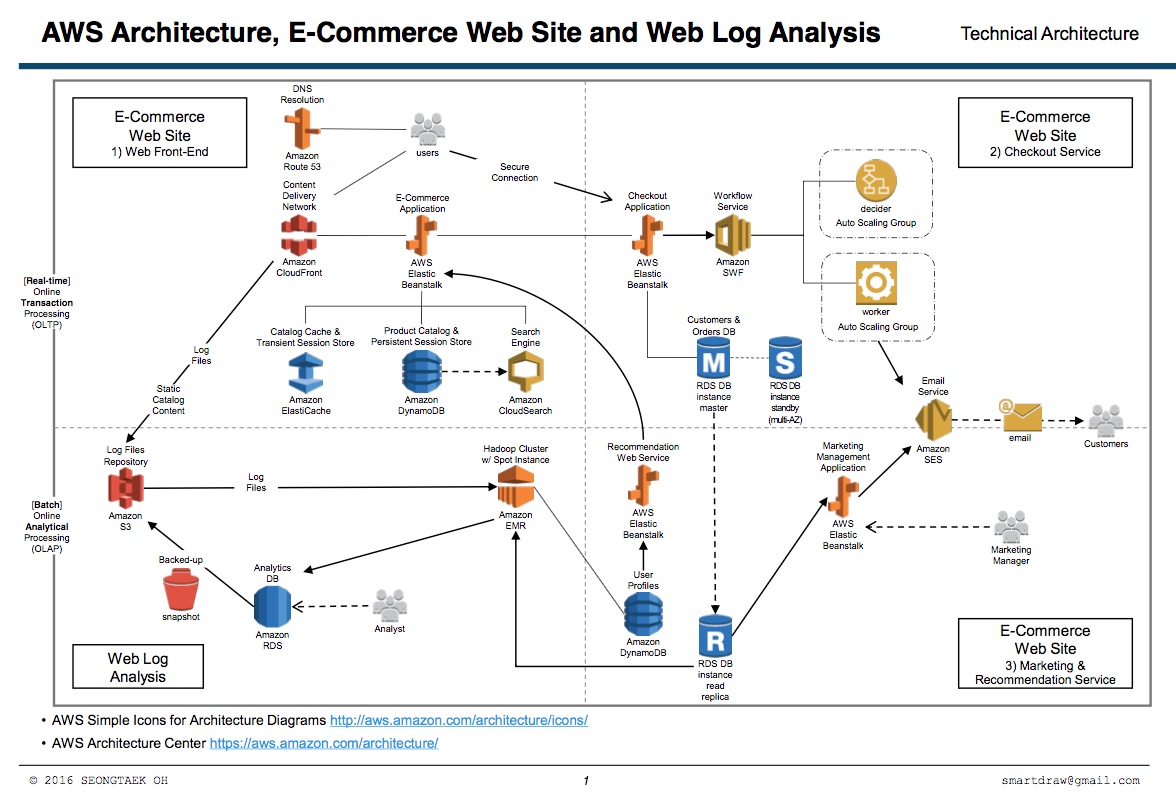 AWS Architecture, E-Commerce Web Site and Web Log Analysis
Technical Architecture
E-Commerce
Web Site
1) Web Front-End
DNS
Resolution
Amazon
Route 53
users
Secure
Connection
Content
Delivery
Network
Amazon
CloudFront
E-Commerce
Application
AWS
Elastic
Beanstalk
Catalog Cache &
Transient Session Store
Amazon
ElastiCache
Product Catalog &
Persistent Session Store
Amazon
DynamoDB
Search
Engine
Amazon
CloudSearch
Log
Files
Static
Catalog
Content
[Real-time]
Online
Transaction
Processing
(OLTP)
E-Commerce
Web Site
2) Checkout Service
Checkout
Application
AWS
Elastic
Beanstalk
Workflow
Service
Amazon
SWF
decider
Auto Scaling Group
worker
Auto Scaling Group
Customers &
Orders DB
M
RDS DB
instance
master
S
RDS DB
instance
standby
(multi-AZ)
Email
Service
Amazon
SES
@
email
Customers
[Batch]
Online
Analytical
Processing
(OLAP)
Log Files
Repository
Amazon
S3
Log
Files
Hadoop Cluster
w/ Spot Instance
Amazon
EMR
Backed-up
snapshot
Analytics
DB
Amazon
RDS
Analyst
Web Log
Analysis
Recommendation
Web Service
AWS
Elastic
Beanstalk
User
Profiles
Amazon
DynamoDB
R
RDS DB
instance
read
replica
Marketing
Management
Application
AWS
Elastic
Beanstalk
Marketing
Manager
E-Commerce
Web Site
3) Marketing &
Recommendation Service
• AWS Simple Icons for Architecture Diagrams http://aws.amazon.com/architecture/icons/
• AWS Architecture Center https://aws.amazon.com/architecture/
© 2016 SEONGTAEK OH
1
smartdraw@gmail.com